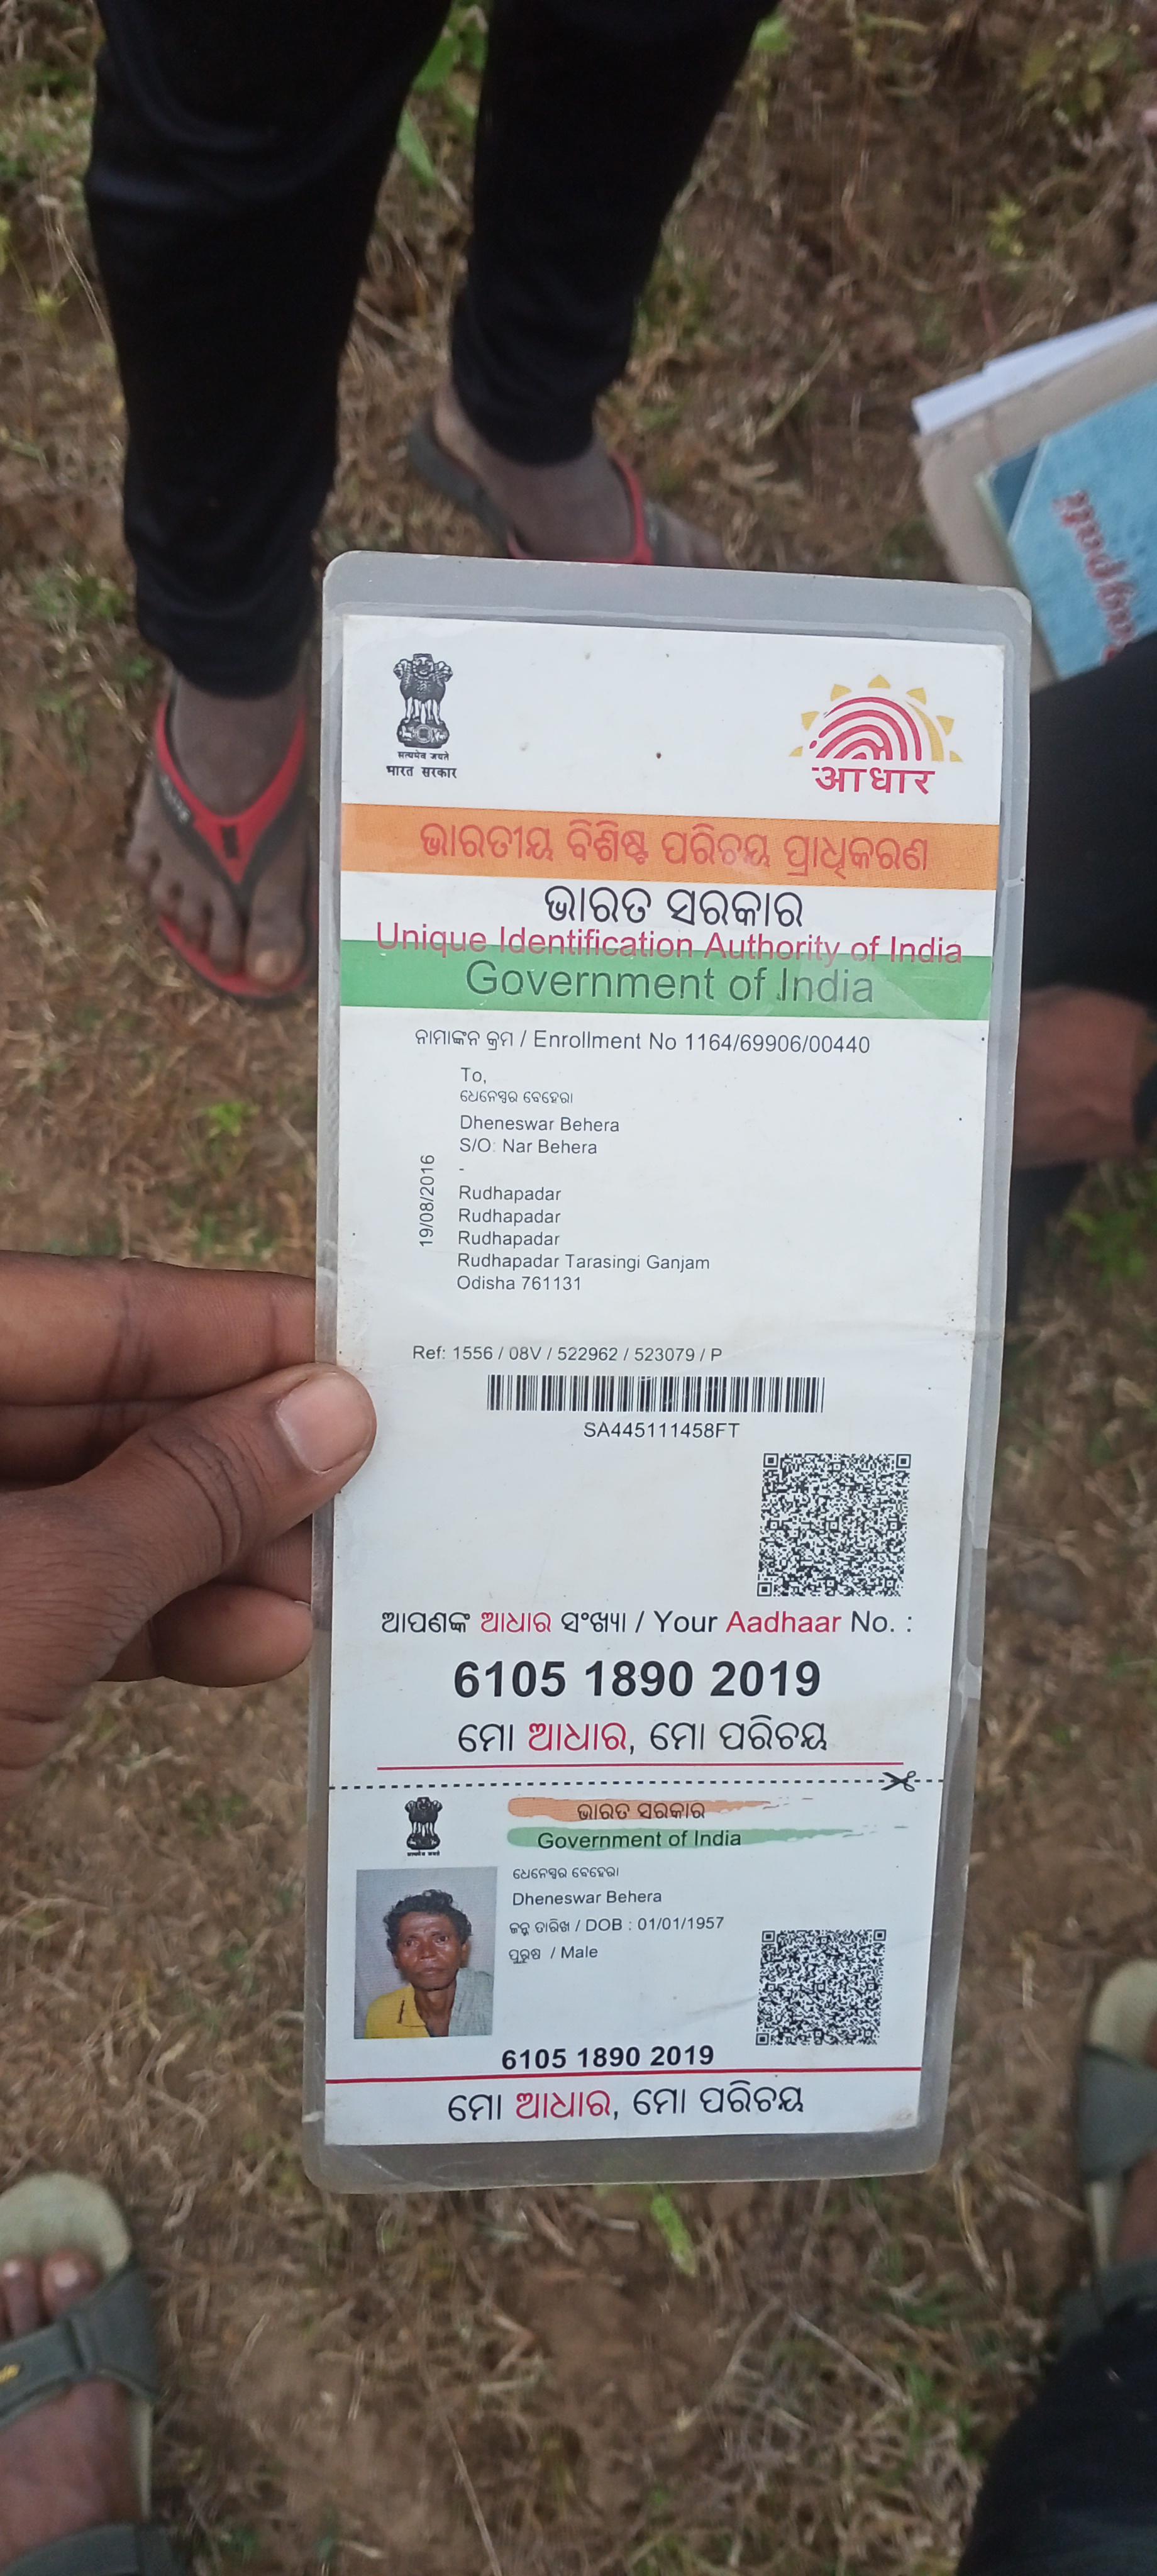 सत्यमेव जयते
भारत सरकार
आधार
ଭାରତୀୟ ବିଶିଷ୍ଟ ପରିଚୟ ପ୍ରାଧିକରଣ
ଭାରତ ସରକାର
Unique Identification Authority of India
Government of India
ନାମାଙ୍କନ କ୍ରମ / Enrollment No 1164/69906/00440
To,
ଧେନେସ୍ୱର ବେହେରା
Dheneswar Behera
S/O: Nar Behera
-
Rudhapadar
Rudhapadar
Rudhapadar
Rudhapadar Tarasingi Ganjam
Odisha 761131
19/08/2016
Ref: 1556 / 08V / 522962 / 523079 / P
SA445111458FT
ଆପଣଙ୍କ ଆଧାର ସଂଖ୍ୟା / Your Aadhaar No. :
6105 1890 2019
ମୋ ଆଧାର, ମୋ ପରିଚୟ
ଭାରତ ସରକାର
Government of India
ଧେନେସ୍ୱର ବେହେରା
Dheneswar Behera
ଜନ୍ମ ତାରିଖ / DOB : 01/01/1957
ପୁରୁଷ / Male
6105 1890 2019
ମୋ ଆଧାର, ମୋ ପରିଚୟ